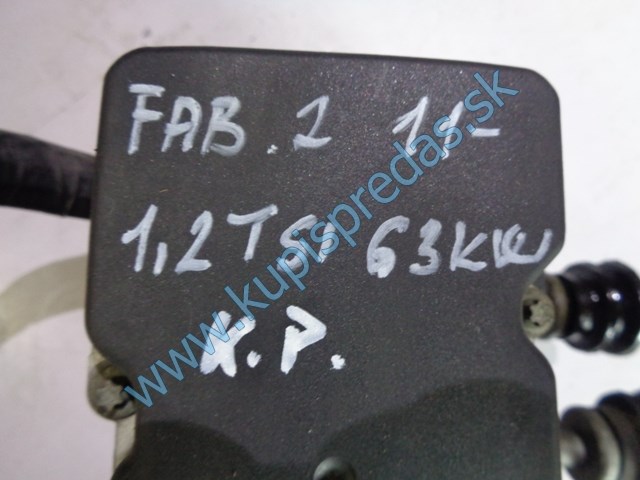 FAB. 2 11-
1,2 TSI 63KW
K.P.
www.kupispredas.sk